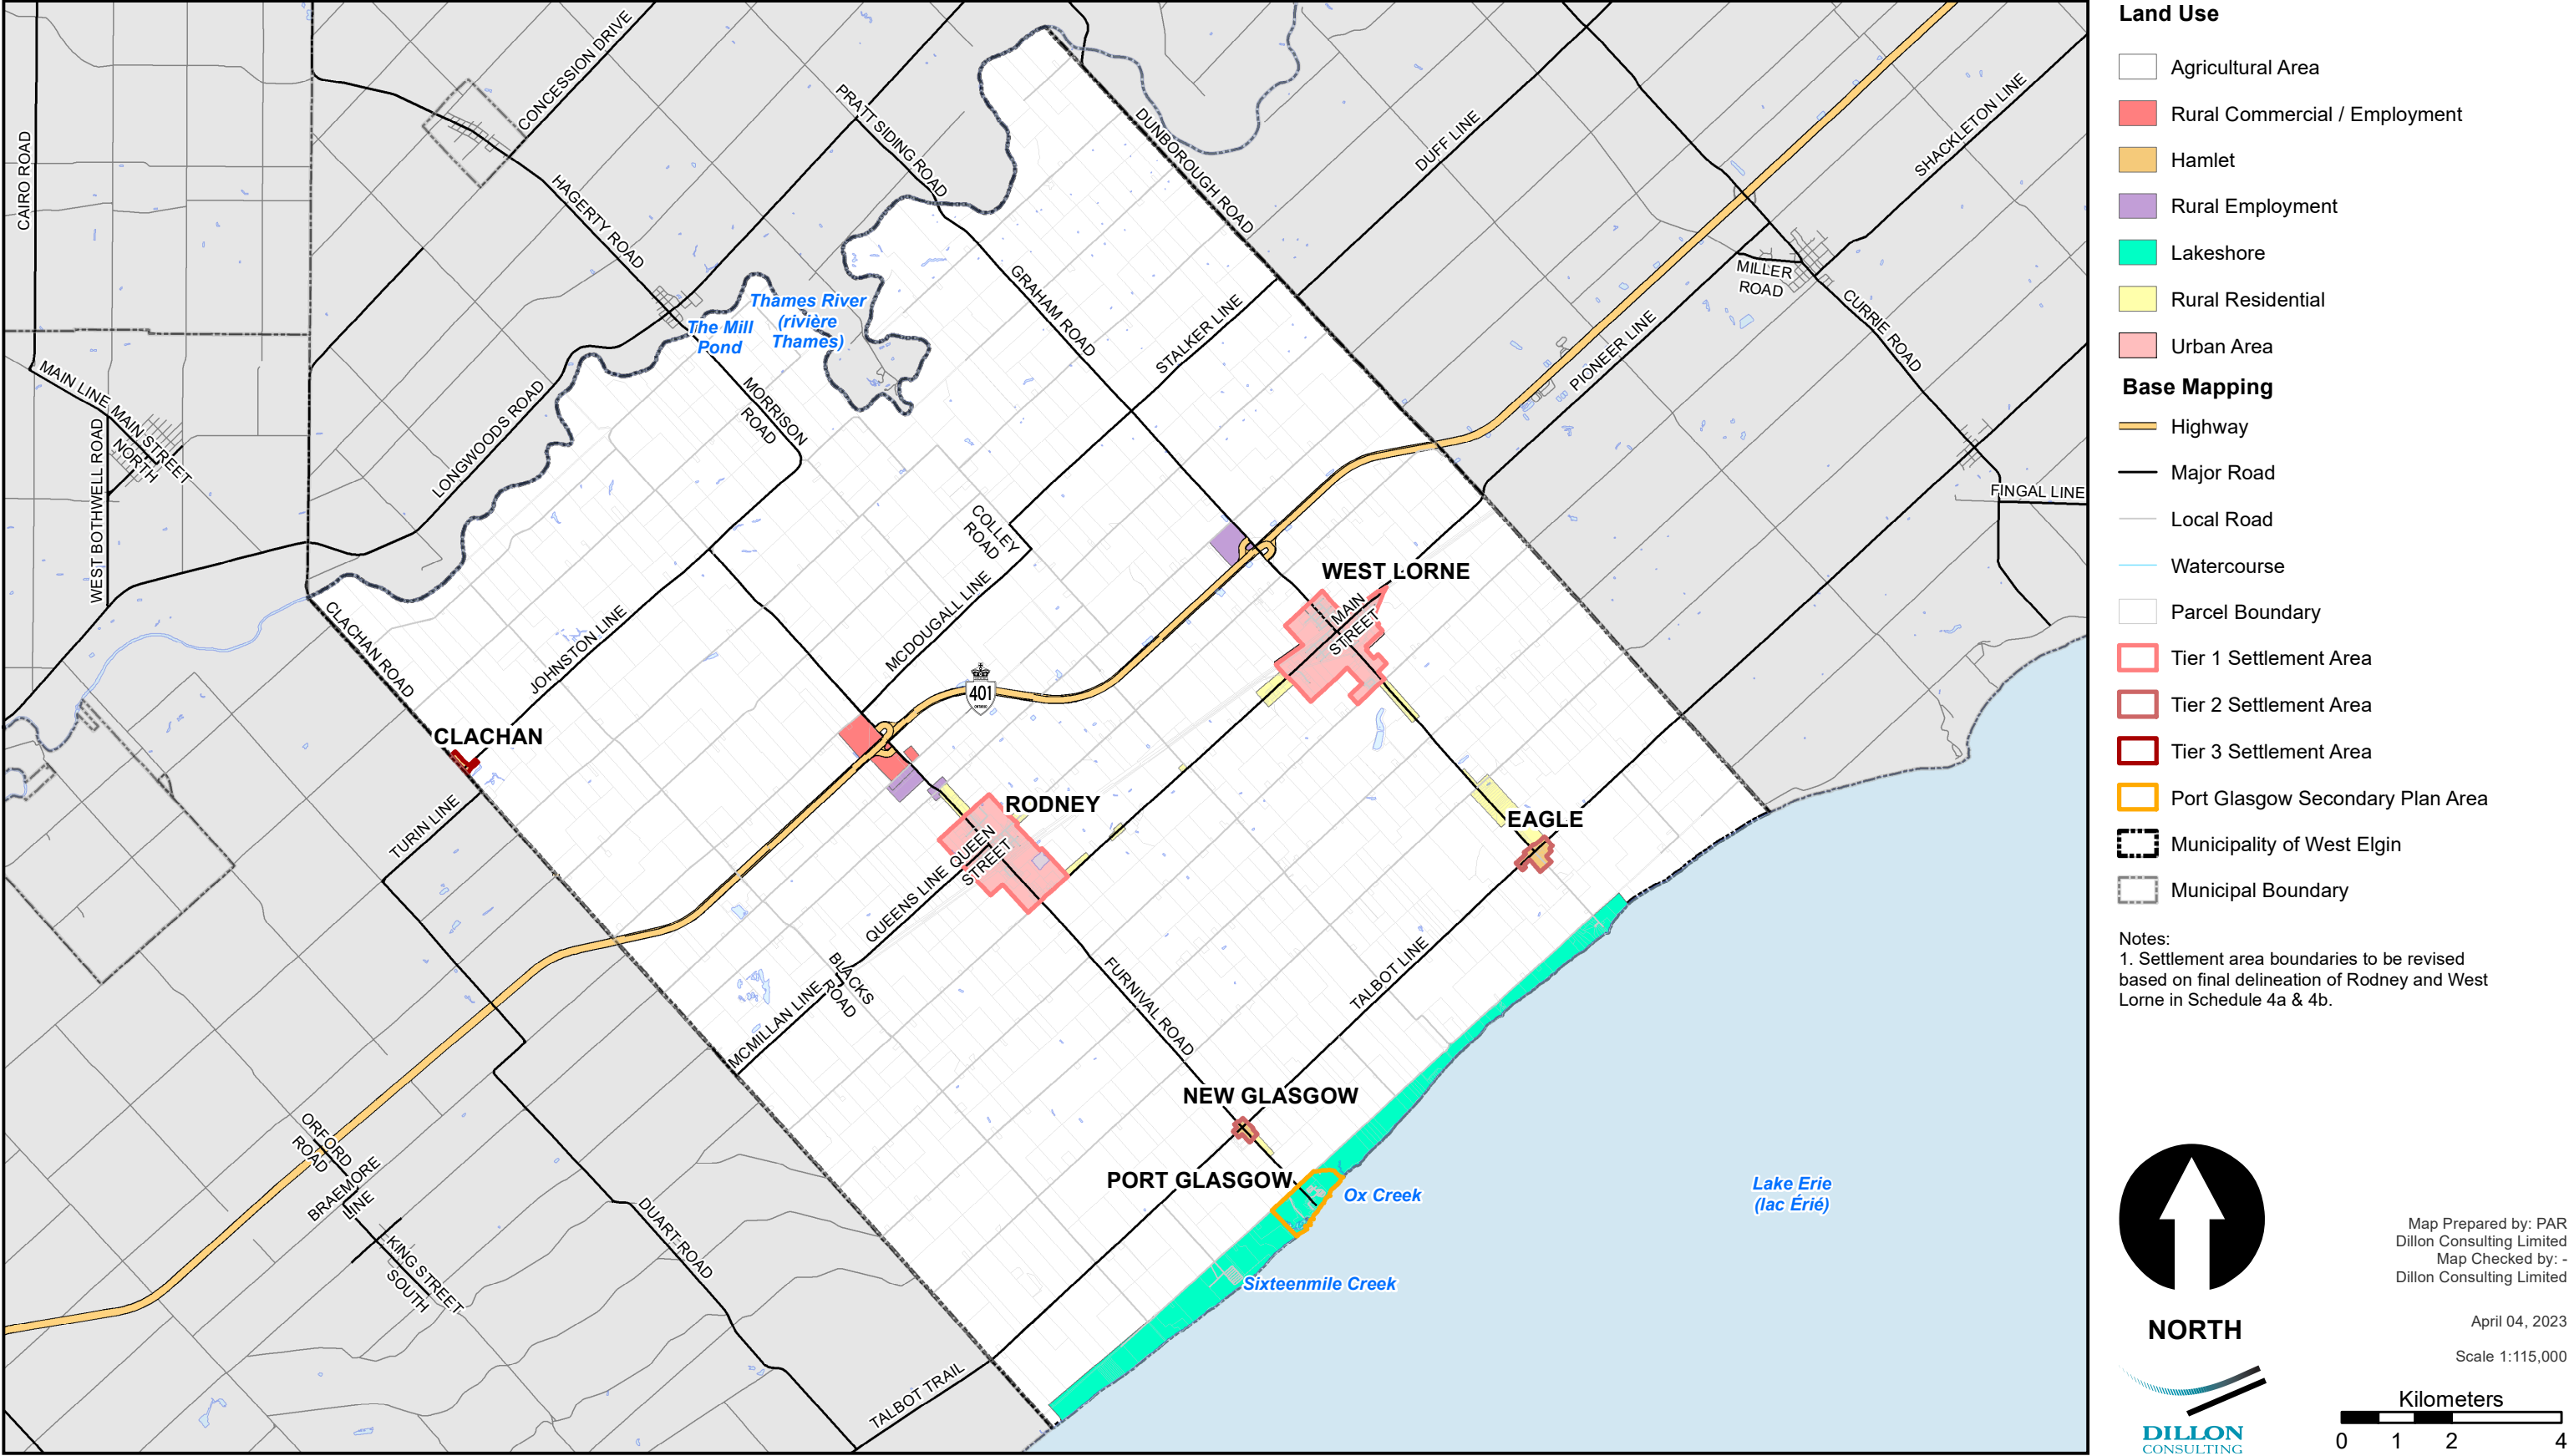 CONCESSION DRIVE
CAIRO ROAD
PRATT SIDING ROAD
DUNBOROUGH ROAD
DUFF LINE
SHACKLETON LINE
HAGERTY ROAD
MILLER
ROAD
CURRIE ROAD
Thames River
(rivière
Thames)
The Mill
Pond
GRAHAM ROAD
STALKER LINE
PIONEER LINE
MAIN LINE
MAIN STREET
NORTH
WEST BOTHWELL ROAD
LONGWOODS ROAD
MORRISON
ROAD
FINGAL LINE
COLLEY
ROAD
WEST LORNE
MAIN
STREET
CLACHAN ROAD
JOHNSTON LINE
MCDOUGALL LINE
401
ONTARIO
CLACHAN
TURIN LINE
RODNEY
QUEEN
STREET
QUEENS LINE
EAGLE
BLACKS
ROAD
MCMILLAN LINE
FURNIVAL ROAD
TALBOT LINE
NEW GLASGOW
PORT GLASGOW
Ox Creek
Lake Erie
(lac Érié)
Sixteenmile Creek
ORFORD
ROAD
BRAEMORE
LINE
KING STREET
SOUTH
DUART ROAD
TALBOT TRAIL
Land Use
Agricultural Area
Rural Commercial / Employment
Hamlet
Rural Employment
Lakeshore
Rural Residential
Urban Area
Base Mapping
Highway
Major Road
Local Road
Watercourse
Parcel Boundary
Tier 1 Settlement Area
Tier 2 Settlement Area
Tier 3 Settlement Area
Port Glasgow Secondary Plan Area
Municipality of West Elgin
Municipal Boundary
Notes:
1. Settlement area boundaries to be revised
based on final delineation of Rodney and West
Lorne in Schedule 4a & 4b.
NORTH
Map Prepared by: PAR
Dillon Consulting Limited
Map Checked by: -
Dillon Consulting Limited
April 04, 2023
Scale 1:115,000
Kilometers
0 1 2 4
DILLON
CONSULTING